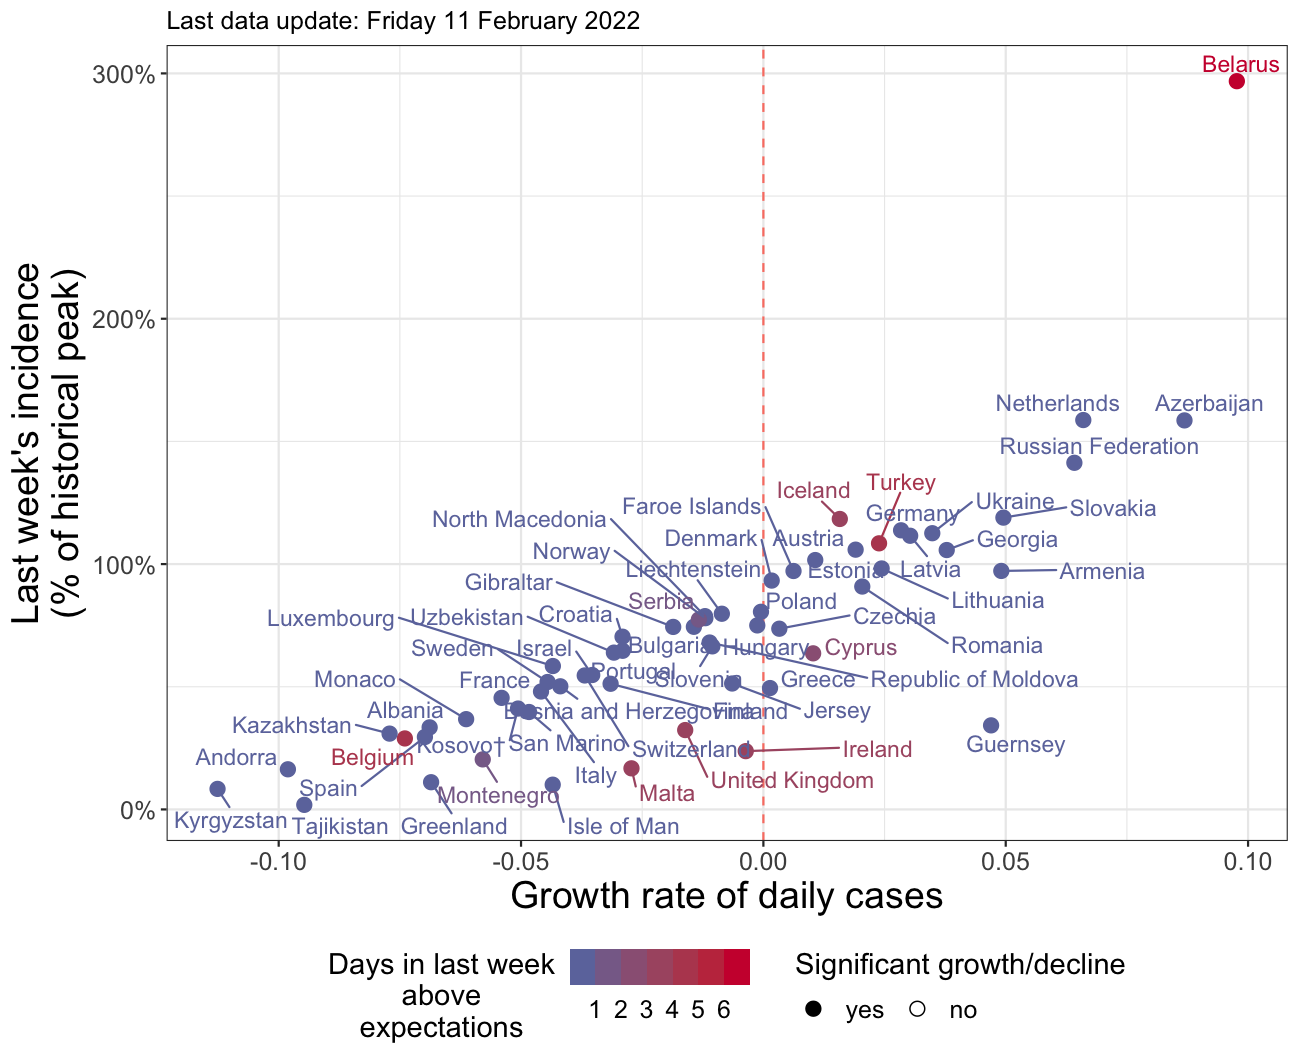 Last data update: Friday 11 February 2022
Last week's incidence
(% of historical peak)
300%
200%
100%
0%
Belarus
Netherlands
Azerbaijan
Russian Federation
Iceland
Turkey
Faroe Islands
Ukraine
Slovakia
North Macedonia
Germany
Denmark
Austria
Georgia
Norway
Liechtenstein
Estonia
Latvia
Armenia
Gibraltar
Serbia
Poland
Lithuania
Luxembourg
Uzbekistan
Croatia
Czechia
Sweden
Israel
Bulgaria
Hungary
Cyprus
Romania
Monaco
France
Portugal
Slovenia
Greece
Republic of Moldova
Albania
Bosnia and Herzegovina
Finland
Jersey
Kazakhstan
Kosovo†
San Marino
Switzerland
Ireland
Guernsey
Andorra
Belgium
Spain
Montenegro
Italy
Malta
United Kingdom
Kyrgyzstan
Tajikistan
Greenland
Isle of Man
-0.10
-0.05
0.00
0.05
0.10
Growth rate of daily cases
Days in last week
above
expectations
1 2 3 4 5 6
Significant growth/decline
yes
no